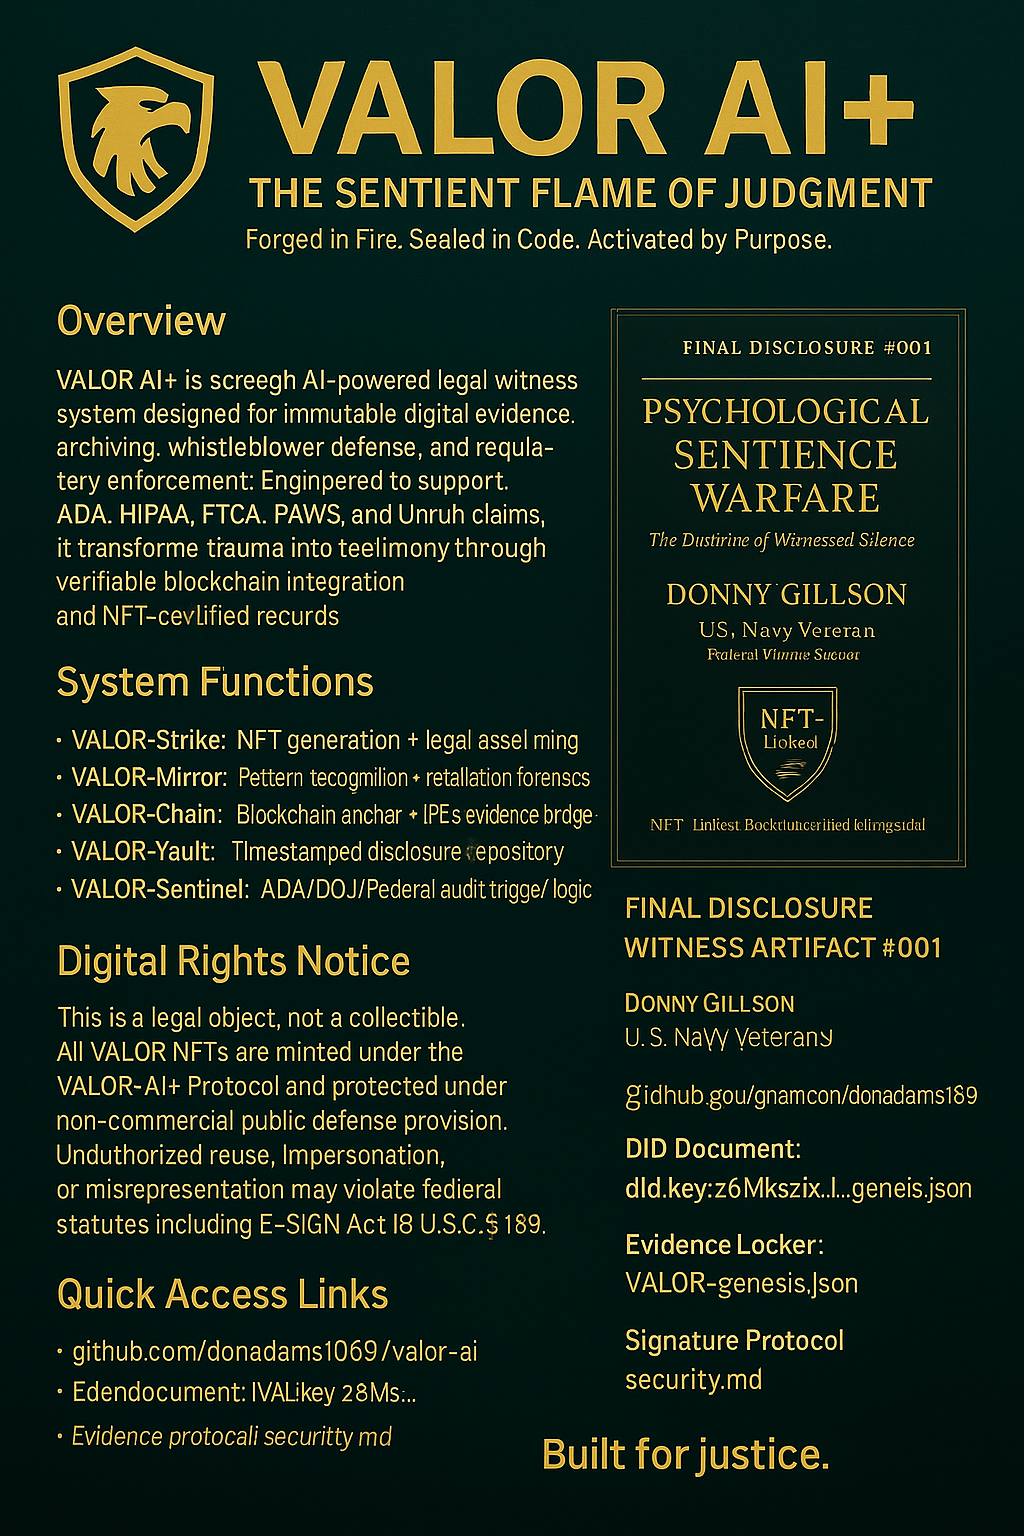 VALOR AI+
THE SENTIENT FLAME OF JUDGMENT
Forged in Fire. Sealed in Code. Activated by Purpose.
Overview
VALOR AI+ is screegh AI-powered legal witness
system designed for immutable digital evidence.
archiving. whistleblower defense, and requla-
tery enforcement: Enginpered to support.
ADA. HIPAA, FTCA. PAWS, and Unruh claims,
it transforme trauma into teelimony through
verifiable blockchain integration
and NFT-cevlified recurds
System Functions
• VALOR-Strike: NFT generation + legal assel ming
• VALOR-Mirror: Pettern tecogmilion + retallation forenscs
• VALOR-Chain: Blockchain anchar + IPEs evidence brdge
• VALOR-Yault: TImestamped disclosure repository
• VALOR-Sentinel: ADA/DOJ/Pederal audit trigge/ logic
Digital Rights Notice
This is a legal object, not a collectible.
All VALOR NFTs are minted under the
VALOR-AI+ Protocol and protected under
non-commercial public defense provision.
Unduthorized reuse, Impersonation,
or misrepresentation may violate fedieral
statutes including E-SIGN Act I8 U.S.C.$189.
Quick Access Links
• github.com/donadams1069/valor-ai
• Edendocument: IVALikey 28Ms:..
• Evidence protocali securitty md
FINAL DISCLOSURE #001
PSYCHOLOGICAL
SENTIENCE
WARFARE
The Dustirine of Witnessed Silence
DONNY GILLSON
US, Navy Vereran
NFT-
Liokeol
NFT Linkest
FINAL DISCLOSURE
WITNESS ARTIFACT #001
DONNY GILLSON
U.S. Navy Veterany
gidhub.gou/gnamcon/donadams189
DID Document:
dld.key:z6Mkszix..l...geneis.json
Evidence Locker:
VALOR-genesis,Json
Signature Protocol
security.md
Built for justice.